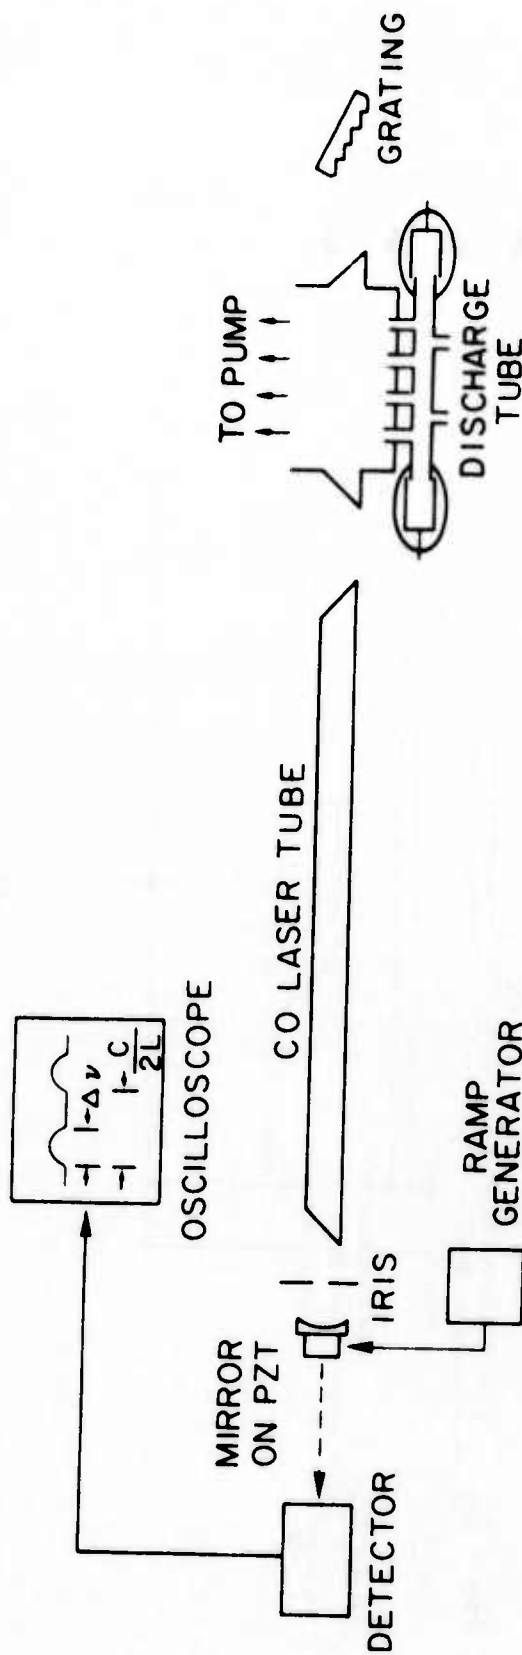 OSCILLOSCOPE
Δν
C
2L
MIRROR
ON PZT
IRIS
CO LASER TUBE
TO PUMP
GRATING
DETECTOR
RAMP
GENERATOR
DISCHARGE
TUBE